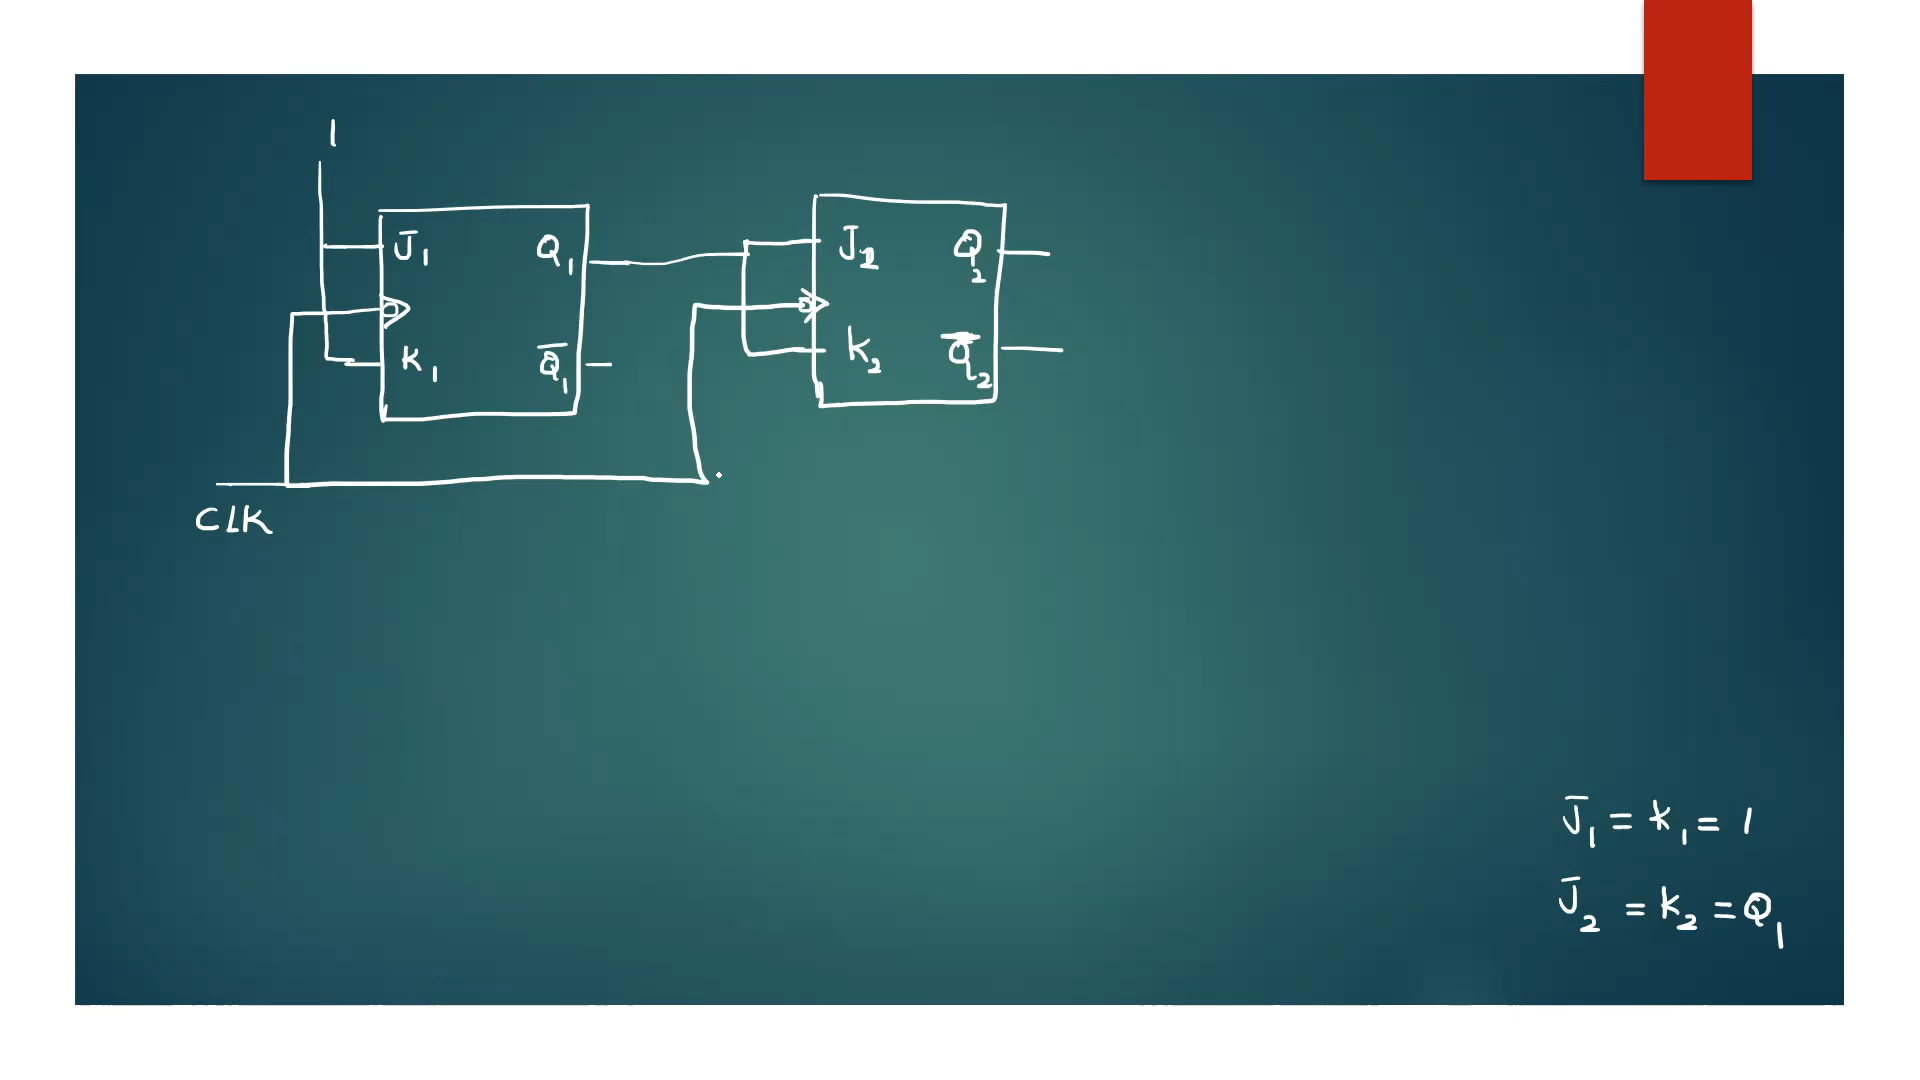 1
J₁ Q₁
K₁ Q̅₁
J₂ Q₂
K₂ Q̅₂
CLK
J₁ = K₁ = 1
J₂ = K₂ = Q₁